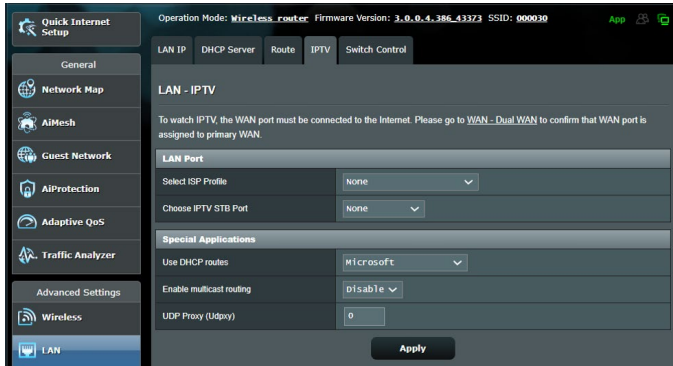 Quick Internet
Setup
Operation Mode: Wireless router Firmware Version: 3.0.0.4.386_43373 SSID: 000030
App
LAN IP DHCP Server Route IPTV Switch Control
General
Network Map
AiMesh
Guest Network
AiProtection
Adaptive QoS
Traffic Analyzer
Advanced Settings
Wireless
LAN
LAN - IPTV
To watch IPTV, the WAN port must be connected to the Internet. Please go to WAN - Dual WAN to confirm that WAN port is
assigned to primary WAN.
LAN Port
Select ISP Profile None
Choose IPTV STB Port None
Special Applications
Use DHCP routes Microsoft
Enable multicast routing Disable
UDP Proxy (Udpxy) 0
Apply